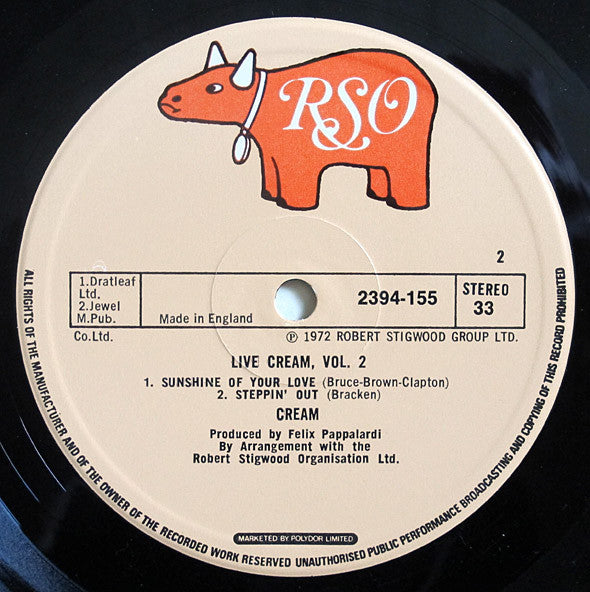 RSO
2
1.Dratleaf
Ltd.
2.Jewel
M.Pub.
Co.Ltd.
Made in England
2394-155
STEREO
33
℗ 1972 ROBERT STIGWOOD GROUP LTD.
LIVE CREAM, VOL. 2
1. SUNSHINE OF YOUR LOVE (Bruce-Brown-Clapton)
2. STEPPIN' OUT (Bracken)
CREAM
Produced by Felix Pappalardi
By Arrangement with the
Robert Stigwood Organisation Ltd.
MARKETED BY POLYDOR LIMITED
ALL RIGHTS OF THE MANUFACTURER AND OF THE OWNER OF THE RECORDED WORK RESERVED UNAUTHORISED PUBLIC PERFORMANCE BROADCASTING AND COPYING OF THIS RECORD PROHIBITED